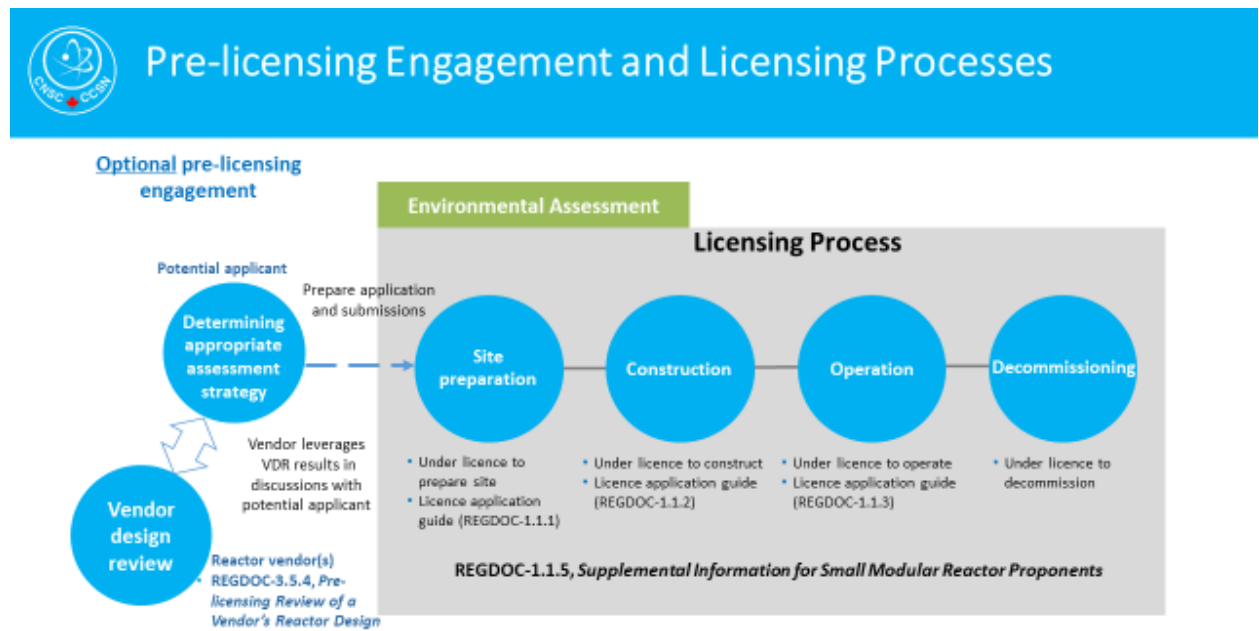 Pre-licensing Engagement and Licensing Processes
CNSC CCSN
Optional pre-licensing
engagement
Environmental Assessment
Licensing Process
Potential applicant
Prepare application
and submissions
Determining
appropriate
assessment
strategy
Site
preparation
Construction
Operation
Decommissioning
Vendor leverages
VDR results in
discussions with
potential applicant
• Under licence to
prepare site
• Licence application
guide (REGDOC-1.1.1)
• Under licence to construct
• Licence application guide
(REGDOC-1.1.2)
• Under licence to operate
• Licence application guide
(REGDOC-1.1.3)
• Under licence to
decommission
Vendor
design
review
Reactor vendor(s)
• REGDOC-3.5.4, Pre-
licensing Review of a
Vendor's Reactor Design
REGDOC-1.1.5, Supplemental Information for Small Modular Reactor Proponents